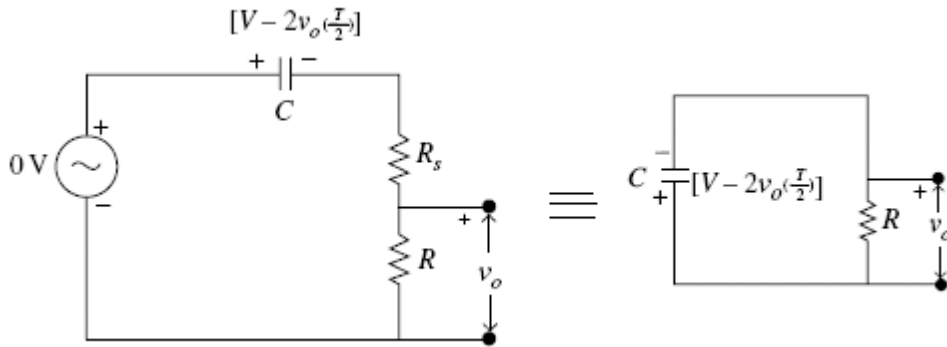 [V − 2v_o(T/2)]
+ −
C
+
0 V
−
R_s
+
R
v_o
−
C
+
[V − 2v_o(T/2)]
+
R
v_o